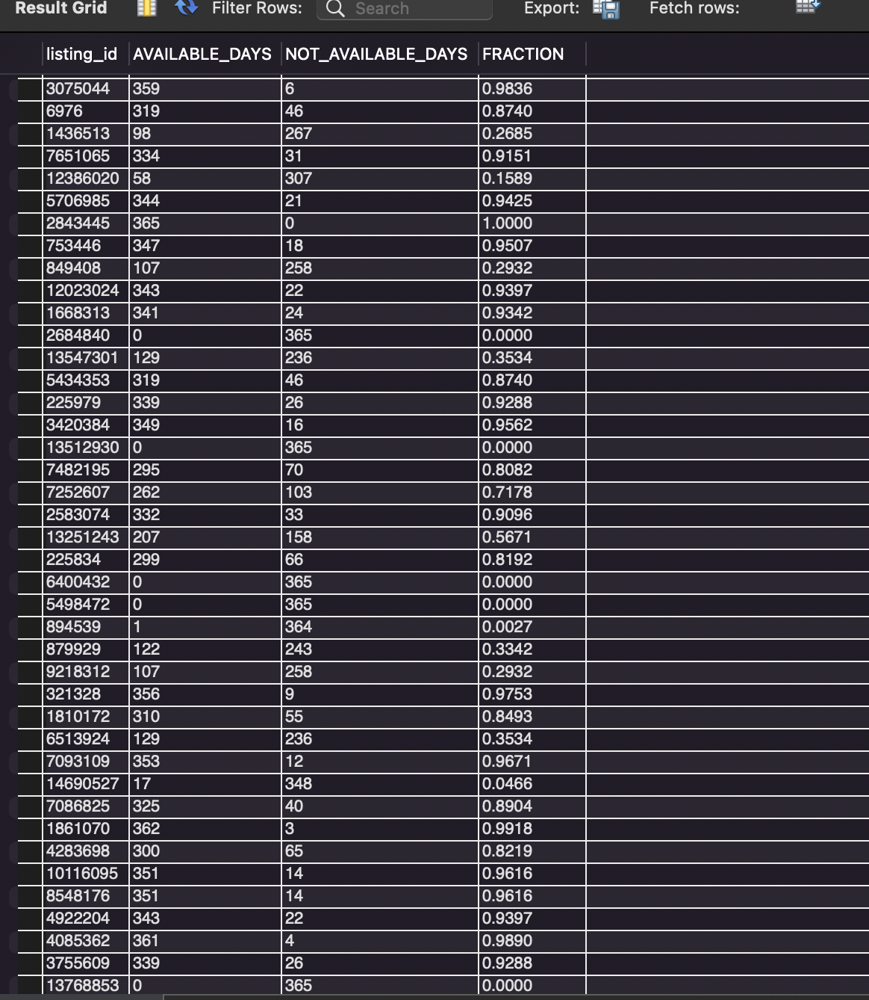 Result Grid Filter Rows: Search Export: Fetch rows:
listing_id AVAILABLE_DAYS NOT_AVAILABLE_DAYS FRACTION
3075044 359 6 0.9836
6976 319 46 0.8740
1436513 98 267 0.2685
7651065 334 31 0.9151
12386020 58 307 0.1589
5706985 344 21 0.9425
2843445 365 0 1.0000
753446 347 18 0.9507
849408 107 258 0.2932
12023024 343 22 0.9397
1668313 341 24 0.9342
2684840 0 365 0.0000
13547301 129 236 0.3534
5434353 319 46 0.8740
225979 339 26 0.9288
3420384 349 16 0.9562
13512930 0 365 0.0000
7482195 295 70 0.8082
7252607 262 103 0.7178
2583074 332 33 0.9096
13251243 207 158 0.5671
225834 299 66 0.8192
6400432 0 365 0.0000
5498472 0 365 0.0000
894539 1 364 0.0027
879929 122 243 0.3342
9218312 107 258 0.2932
321328 356 9 0.9753
1810172 310 55 0.8493
6513924 129 236 0.3534
7093109 353 12 0.9671
14690527 17 348 0.0466
7086825 325 40 0.8904
1861070 362 3 0.9918
4283698 300 65 0.8219
10116095 351 14 0.9616
8548176 351 14 0.9616
4922204 343 22 0.9397
4085362 361 4 0.9890
3755609 339 26 0.9288
13768853 0 365 0.0000